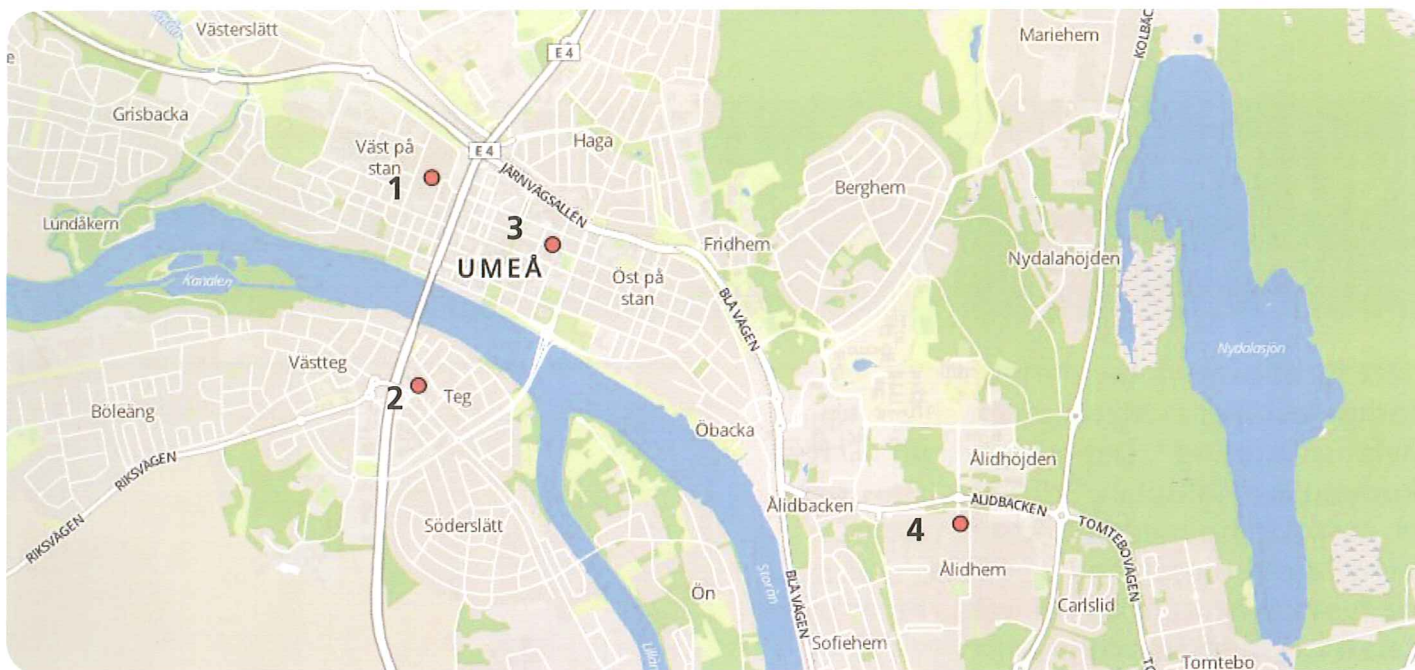 Västerslätt
Mariehem
KOLBÄC
E 4
e
Grisbacka
Haga
Väst på
stan
E 4
JÄRNVÄGSALLÉN
1
Berghem
Lundåkern
3
Fridhem
UMEÅ
Öst på
stan
Nydalahöjden
Kanalen
BLÅ VÄGEN
Nydalasjön
Västteg
2
Teg
Böleäng
Öbacka
RIKSVÄGEN
Ålidhöjden
RIKSVÄGEN
Söderslätt
Ålidbacken
ÅLIDBACKEN
4
TOMTEBOVÄGEN
Ålidhem
Storån
BLÅ VÄGEN
Ön
Carlslid
Sofiehem
Tomtebo